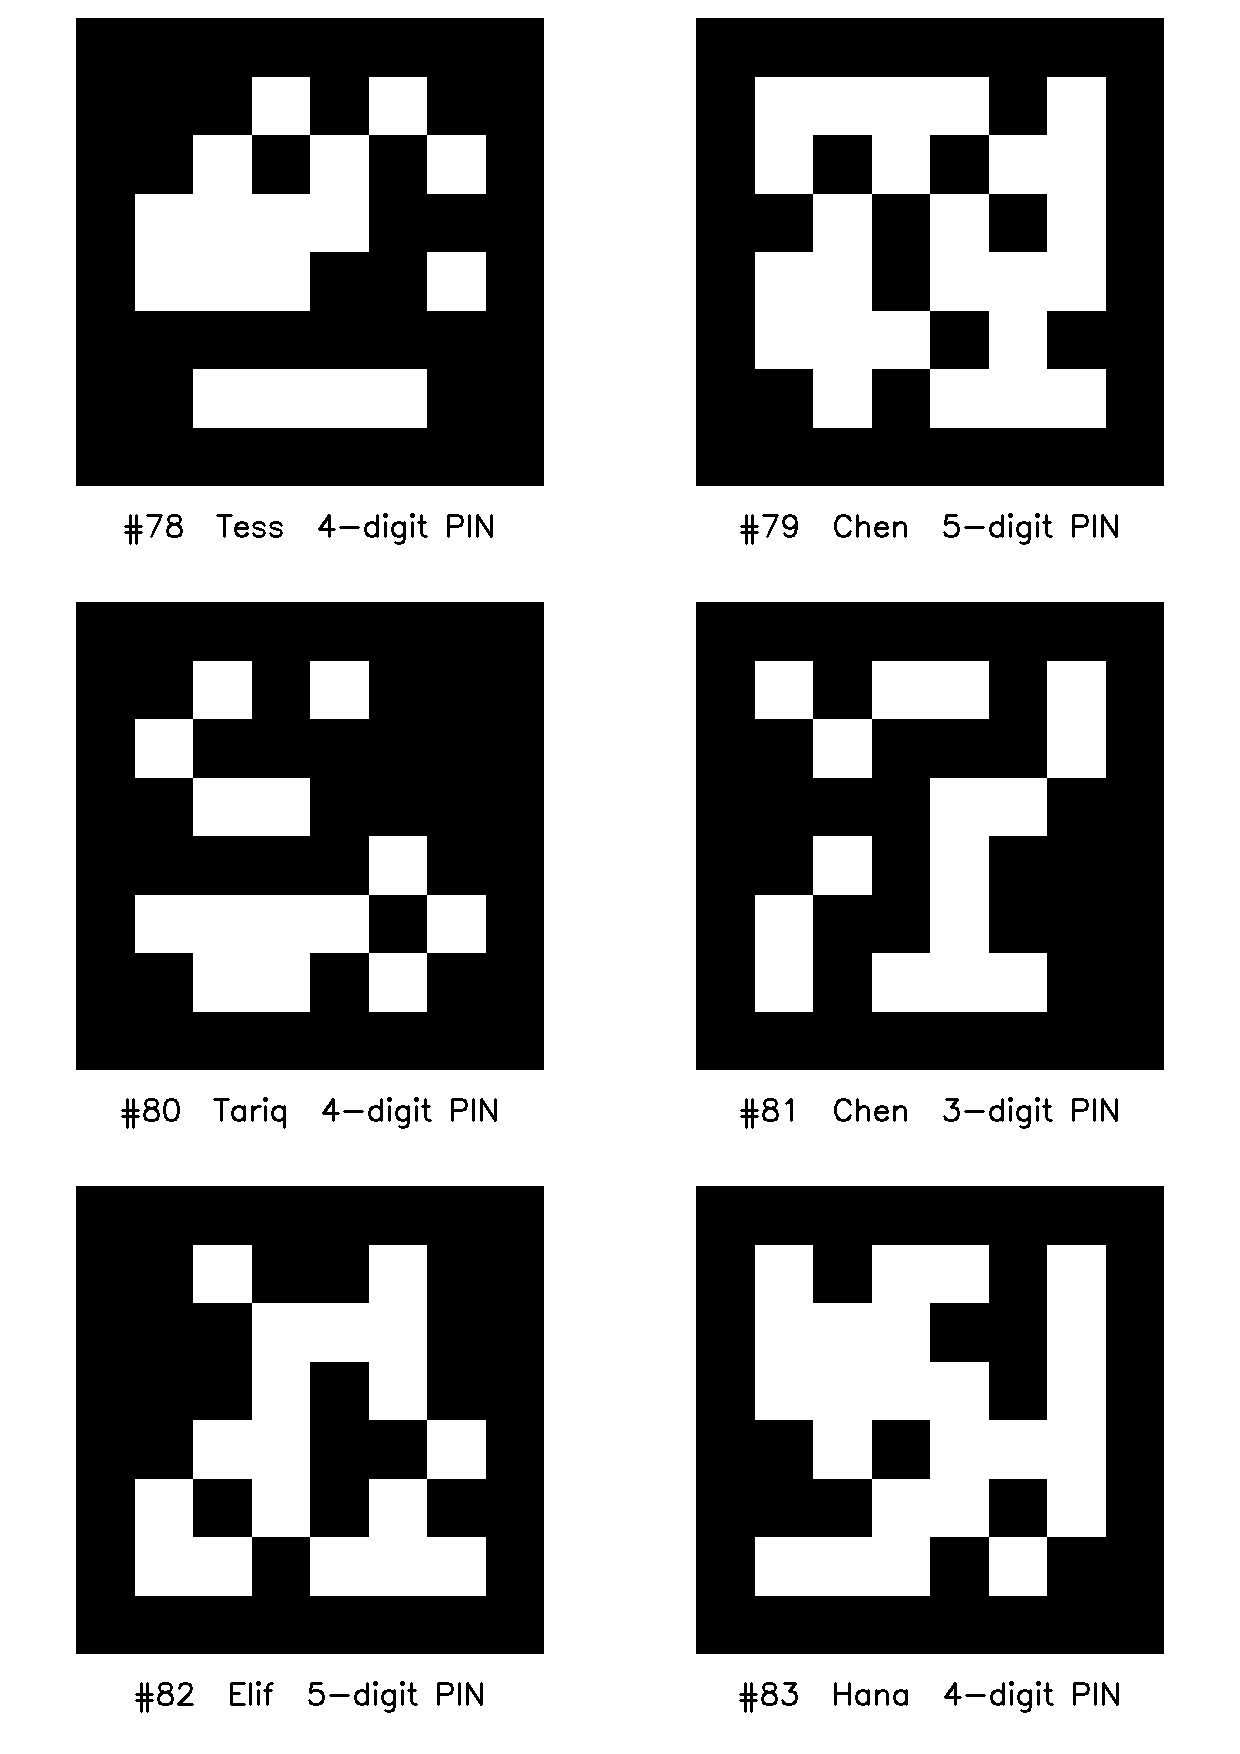 #78 Tess 4-digit PIN
#79 Chen 5-digit PIN
#80 Tariq 4-digit PIN
#81 Chen 3-digit PIN
#82 Elif 5-digit PIN
#83 Hana 4-digit PIN